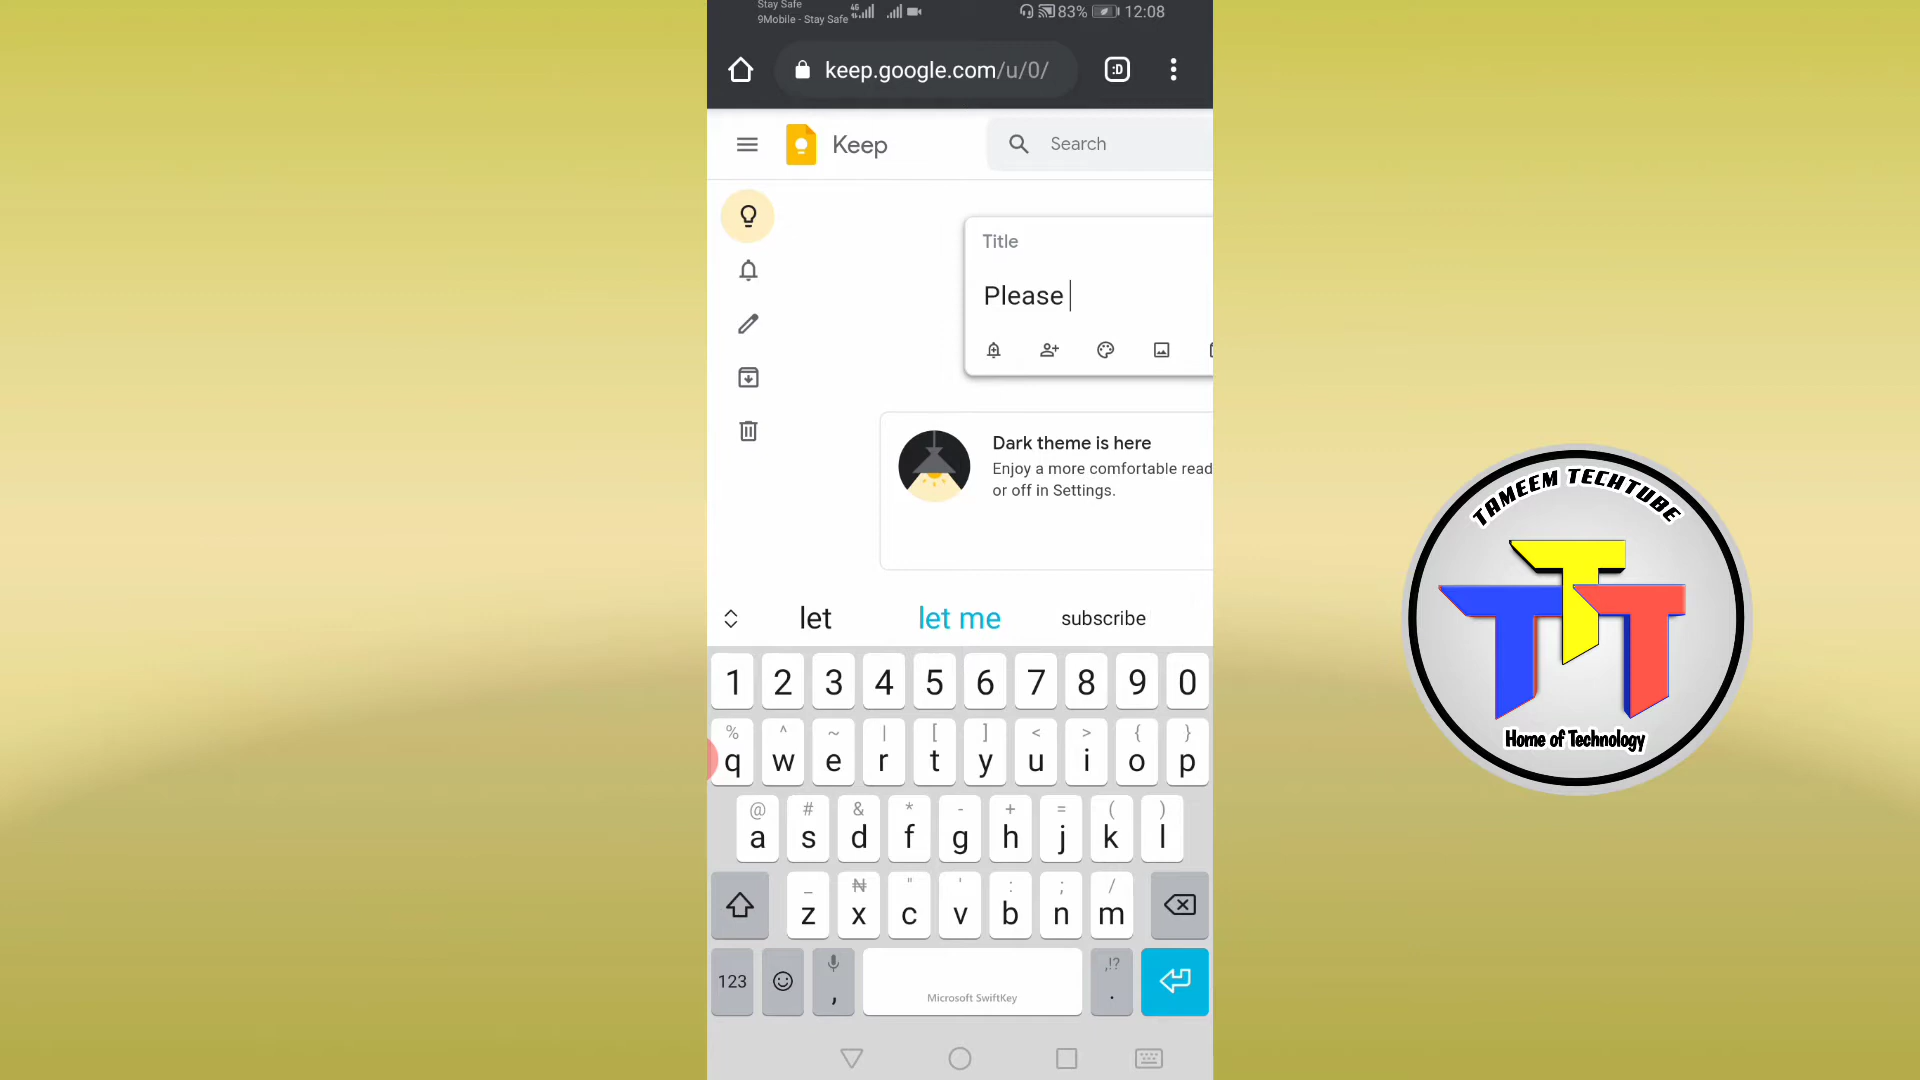 Stay Safe
9Mobile - Stay Safe 4G 83% 12:08
keep.google.com/u/0/ :D
Keep Search
Title
Please
Dark theme is here
Enjoy a more comfortable read
or off in Settings.
let let me subscribe
1 2 3 4 5 6 7 8 9 0
% ^ ~ | [ ] < > { }
q w e r t y u i o p
@ # & * - + = ( )
a s d f g h j k l
_ ₦ " ' : ; /
z x c v b n m
,!?
123 , Microsoft SwiftKey .
TAMEEM TECHTUBE
TTT
Home of Technology